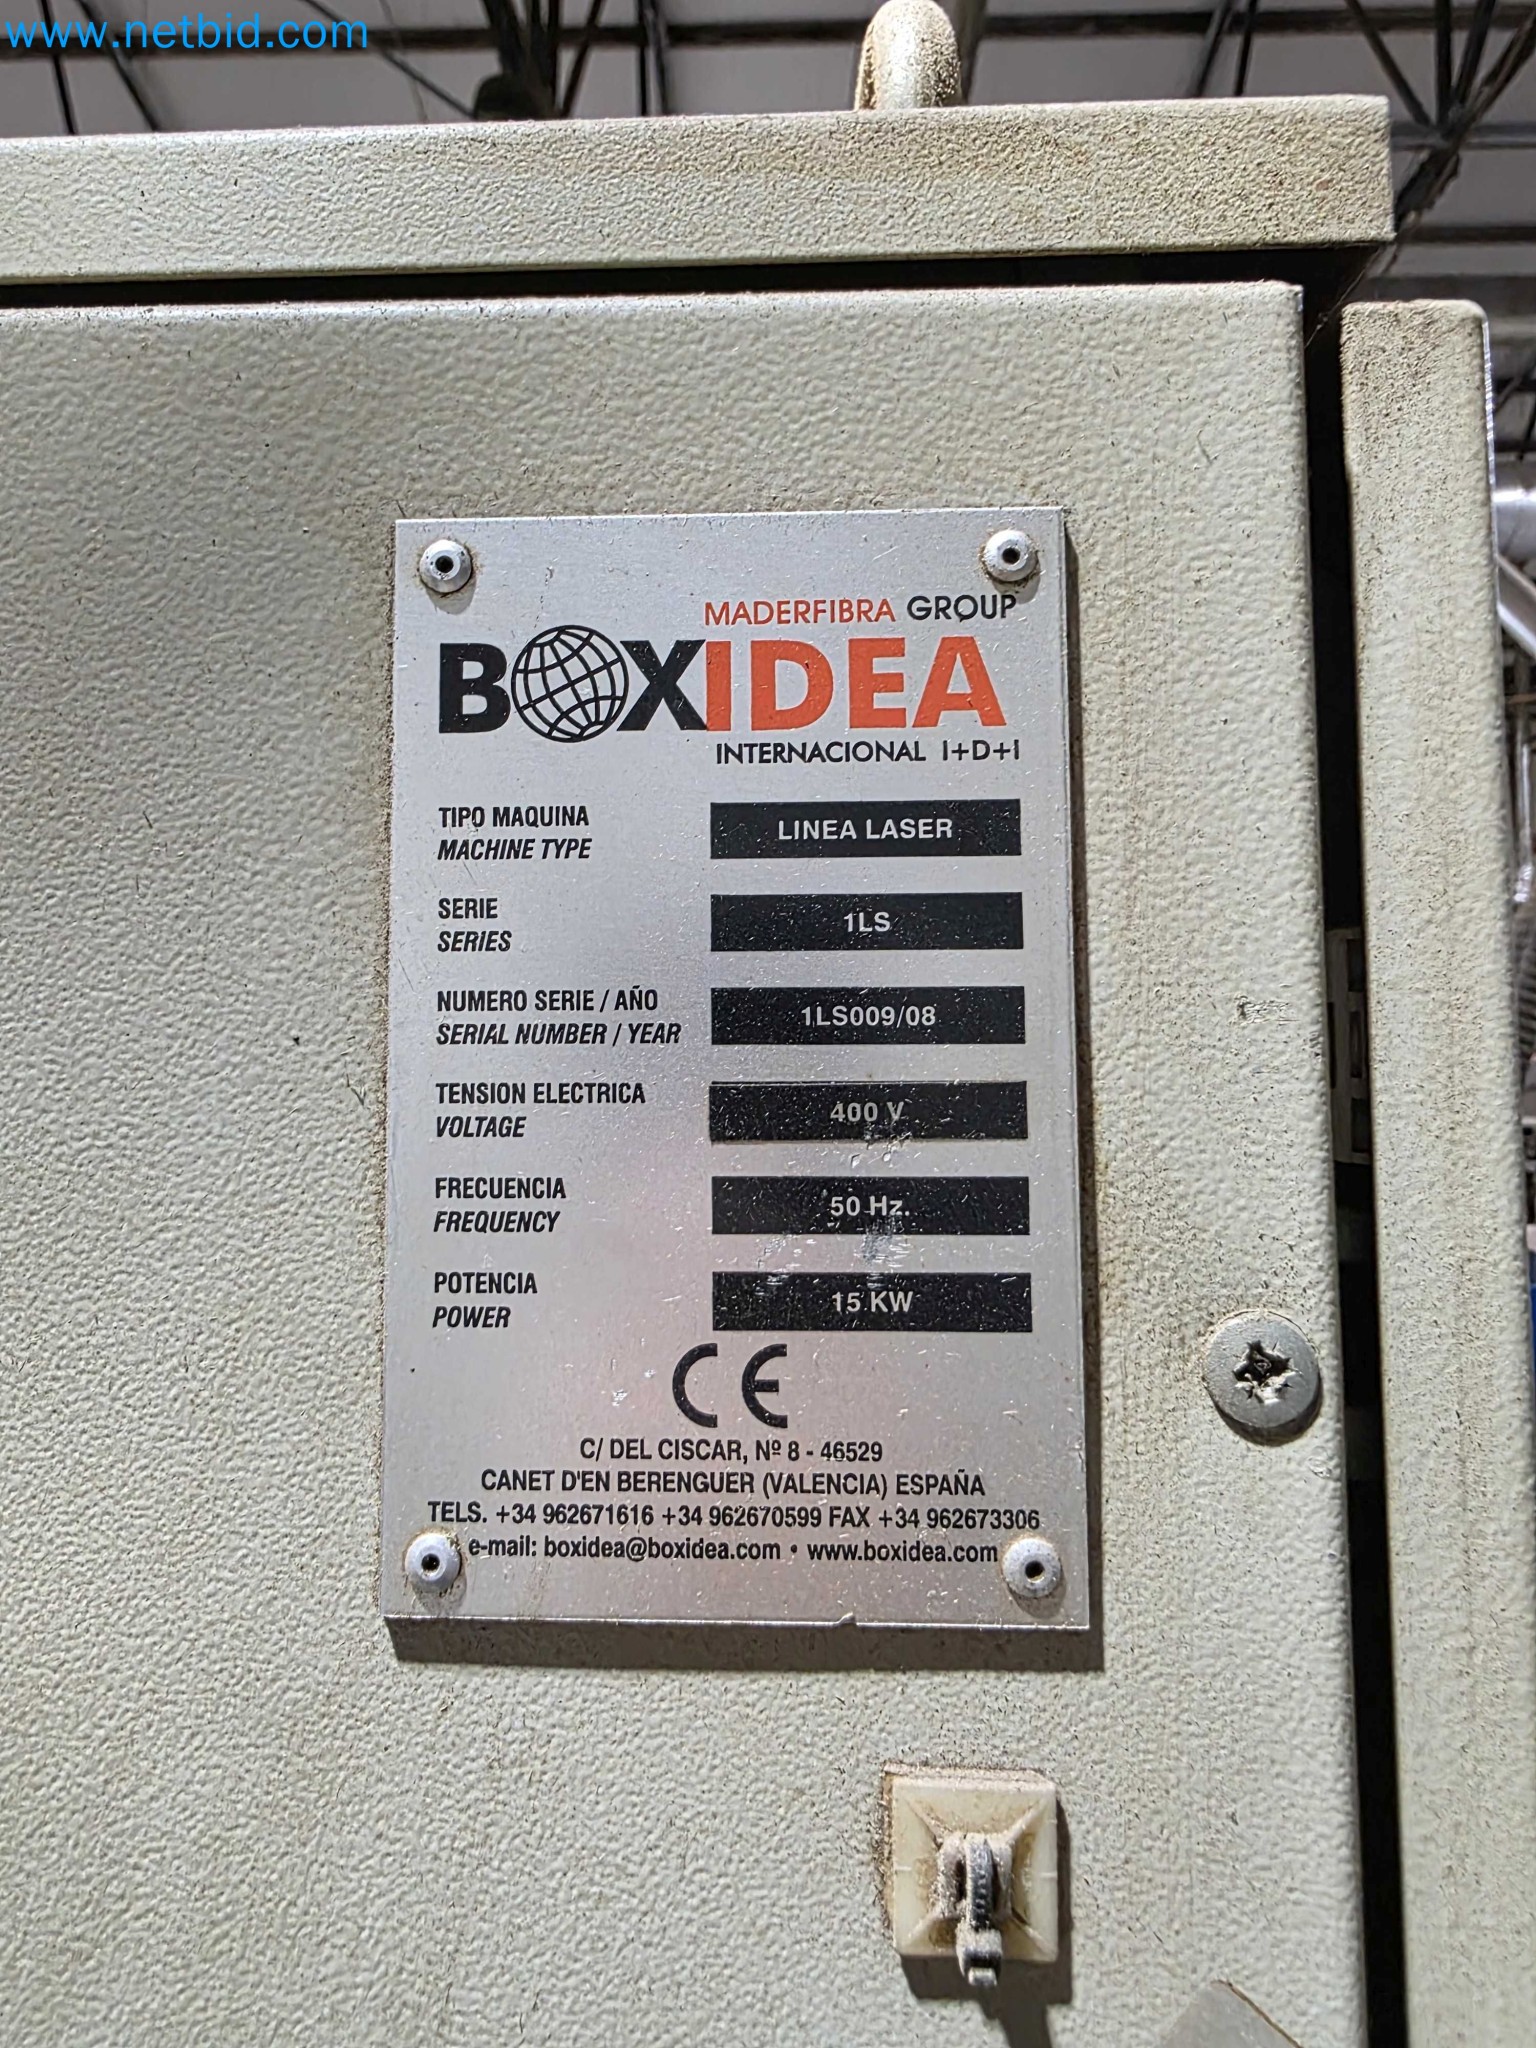 www.netbid.com
MADERFIBRA GROUP
BOXIDEA
INTERNACIONAL I+D+I
TIPO MAQUINA
MACHINE TYPE
LINEA LASER
SERIE
SERIES
1LS
NUMERO SERIE / AÑO
SERIAL NUMBER / YEAR
1LS009/08
TENSION ELECTRICA
VOLTAGE
400 V
FRECUENCIA
FREQUENCY
50 Hz.
POTENCIA
POWER
15 KW
CE
C/ DEL CISCAR, Nº 8 - 46529
CANET D'EN BERENGUER (VALENCIA) ESPAÑA
TELS. +34 962671616 +34 962670599 FAX +34 962673306
e-mail: boxidea@boxidea.com • www.boxidea.com